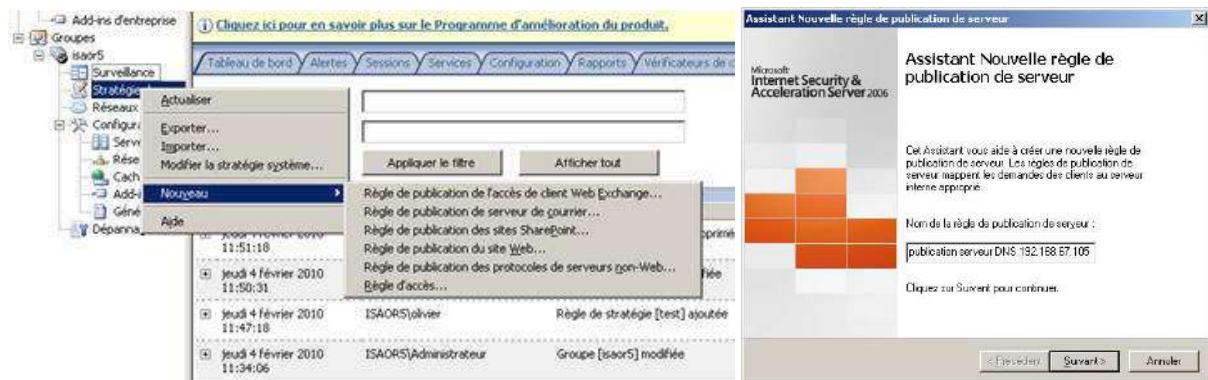 Add-ins d'entreprise
Groupes
isaor5
Surveillance
Stratégie
Réseaux
Configura
Serve
Rése
Cach
Add-i
Géné
Dépanna
Cliquez ici pour en savoir plus sur le Programme d'amélioration du produit.
Tableau de bord
Alertes
Sessions
Services
Configuration
Rapports
Vérificateurs de c
Appliquer le filtre
Afficher tout
Actualiser
Exporter...
Importer...
Modifier la stratégie système...
Nouveau
Aide
Règle de publication de l'accès de client Web Exchange...
Règle de publication de serveur de courrier...
Règle de publication des sites SharePoint...
Règle de publication du site Web...
Règle de publication des protocoles de serveurs non-Web...
Règle d'accès...
11:51:18
jeudi 4 février 2010
11:50:31
jeudi 4 février 2010
11:47:18
ISAOR5\olivier
Règle de stratégie [test] ajoutée
jeudi 4 février 2010
11:34:06
ISAOR5\Administrateur
Groupe [isaor5] modifiée
Assistant Nouvelle règle de publication de serveur
Microsoft
Internet Security &
Acceleration Server 2006
Assistant Nouvelle règle de
publication de serveur
Cet Assistant vous aide à créer une nouvelle règle de
publication de serveur. Les règles de publication de
serveur mappent les demandes des clients au serveur
interne approprié.
Nom de la règle de publication de serveur :
publication serveur DNS 192.168.67.105
Cliquez sur Suivant pour continuer.
< Précédent
Suivant >
Annuler